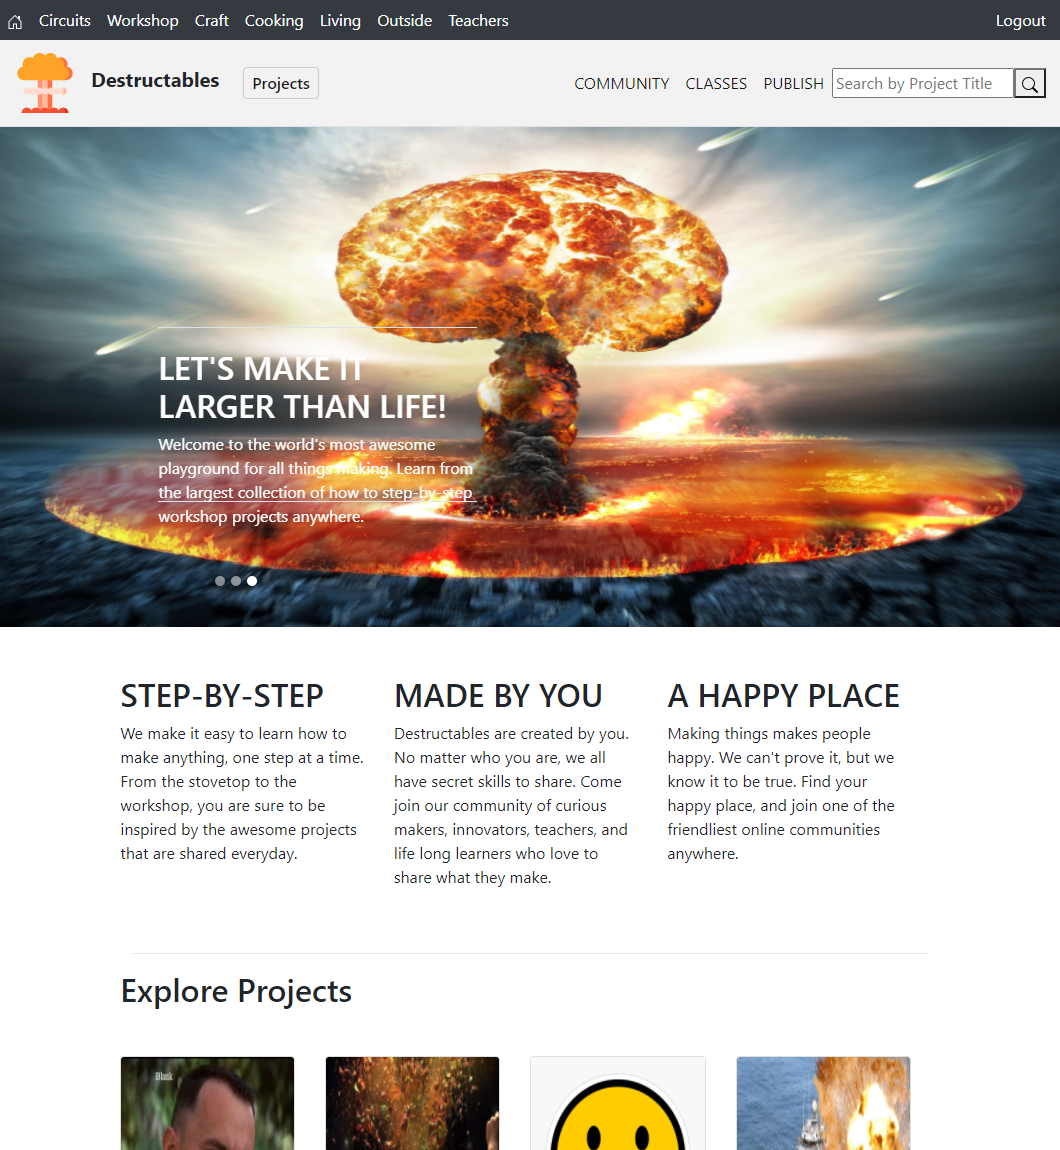 Circuits Workshop Craft Cooking Living Outside Teachers Logout
Destructables Projects COMMUNITY CLASSES PUBLISH Search by Project Title
LET'S MAKE IT
LARGER THAN LIFE!
Welcome to the world's most awesome
playground for all things making. Learn from
the largest collection of how to step-by-step
workshop projects anywhere.
STEP-BY-STEP
We make it easy to learn how to
make anything, one step at a time.
From the stovetop to the
workshop, you are sure to be
inspired by the awesome projects
that are shared everyday.
MADE BY YOU
Destructables are created by you.
No matter who you are, we all
have secret skills to share. Come
join our community of curious
makers, innovators, teachers, and
life long learners who love to
share what they make.
A HAPPY PLACE
Making things makes people
happy. We can't prove it, but we
know it to be true. Find your
happy place, and join one of the
friendliest online communities
anywhere.
Explore Projects
Blank